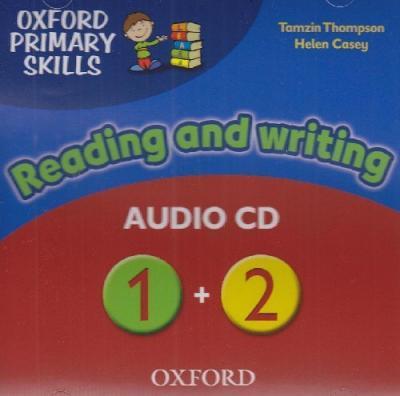 OXFORD
PRIMARY
SKILLS
Tamzin Thompson
Helen Casey
Reading and writing
AUDIO CD
1 + 2
OXFORD